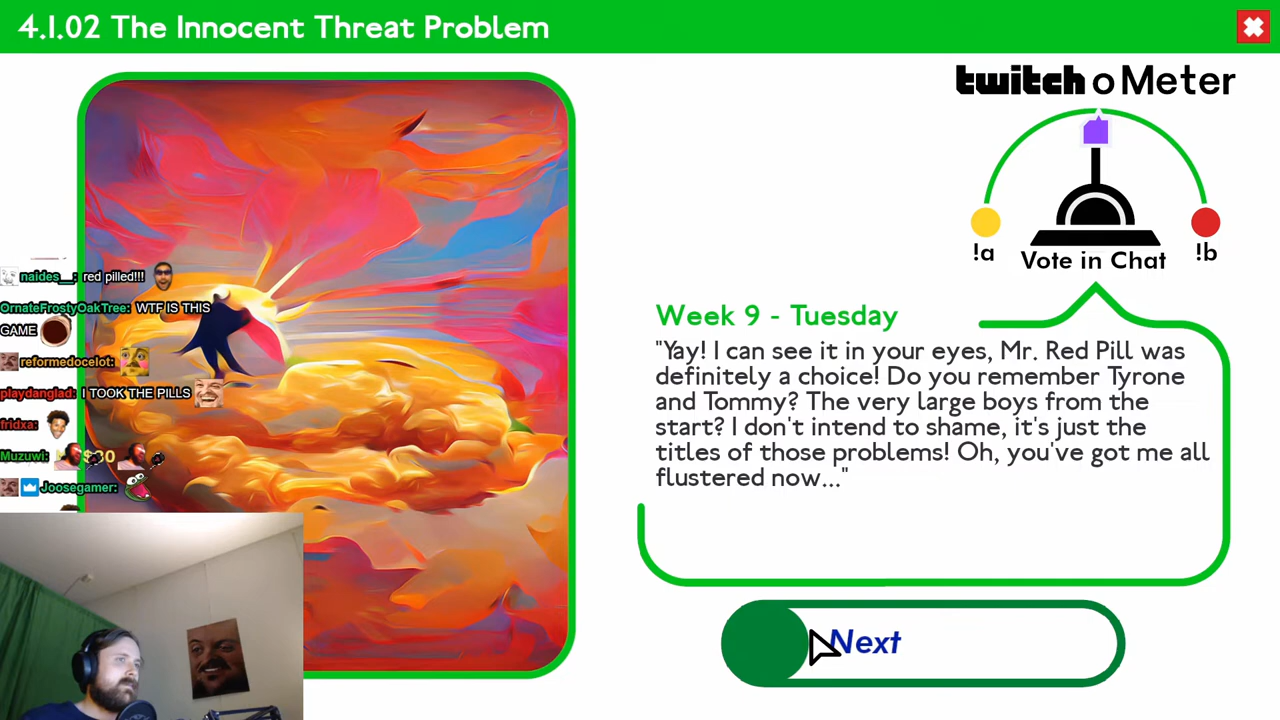 4.1.02 The Innocent Threat Problem
twitch o Meter
!a
Vote in Chat
!b
naides__: red pilled!!!
OrnateFrostyOakTree: WTF IS THIS
GAME
reformedocelot:
playdanglad: I TOOK THE PILLS
fridxa:
Muzuwi:
Joosegamer:
Week 9 - Tuesday
"Yay! I can see it in your eyes, Mr. Red Pill was
definitely a choice! Do you remember Tyrone
and Tommy? The very large boys from the
start? I don't intend to shame, it's just the
titles of those problems! Oh, you've got me all
flustered now..."
Next